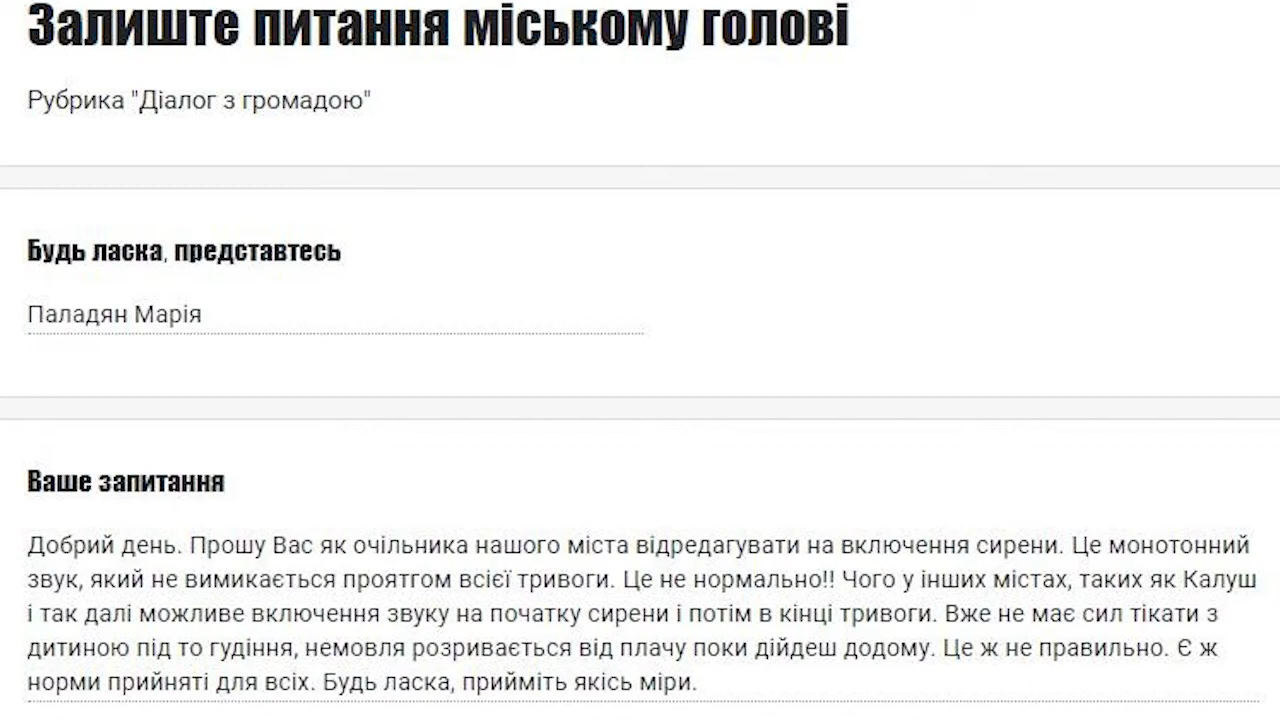 Залиште питання міському голові
Рубрика "Діалог з громадою"
Будь ласка, представтесь
Паладян Марія
Ваше запитання
Добрий день. Прошу Вас як очільника нашого міста відредагувати на включення сирени. Це монотонний
звук, який не вимикається проятгом всієї тривоги. Це не нормально!! Чого у інших містах, таких як Калуш
і так далі можливе включення звуку на початку сирени і потім в кінці тривоги. Вже не має сил тікати з
дитиною під то гудіння, немовля розривається від плачу поки дійдеш додому. Це ж не правильно. Є ж
норми прийняті для всіх. Будь ласка, прийміть якісь міри.